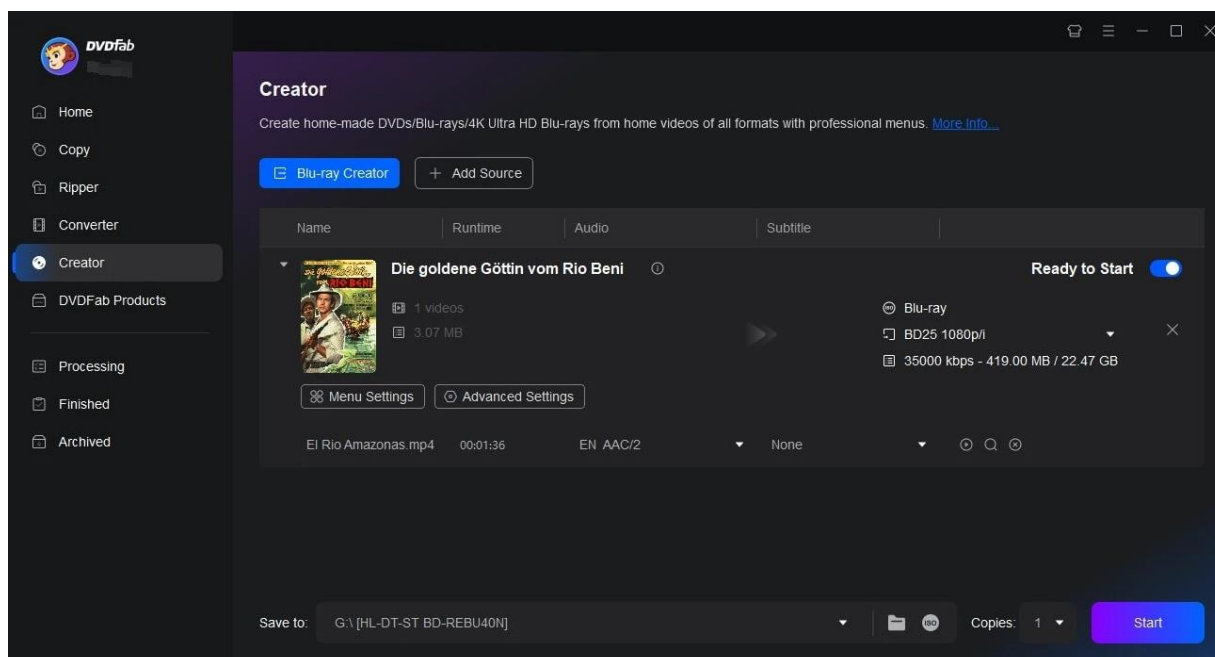 DVDFab
Home
Copy
Ripper
Converter
Creator
DVDFab Products
Processing
Finished
Archived
Creator
Create home-made DVDs/Blu-rays/4K Ultra HD Blu-rays from home videos of all formats with professional menus. More Info...
Blu-ray Creator
Add Source
Name Runtime Audio Subtitle
Die goldene Göttin vom Rio Beni
Ready to Start
RIO BENI
1 videos
3.07 MB
Blu-ray
BD25 1080p/i
35000 kbps - 419.00 MB / 22.47 GB
Menu Settings
Advanced Settings
El Rio Amazonas.mp4 00:01:36 EN AAC/2 None
Save to: G:\ [HL-DT-ST BD-REBU40N]
ISO
Copies: 1
Start